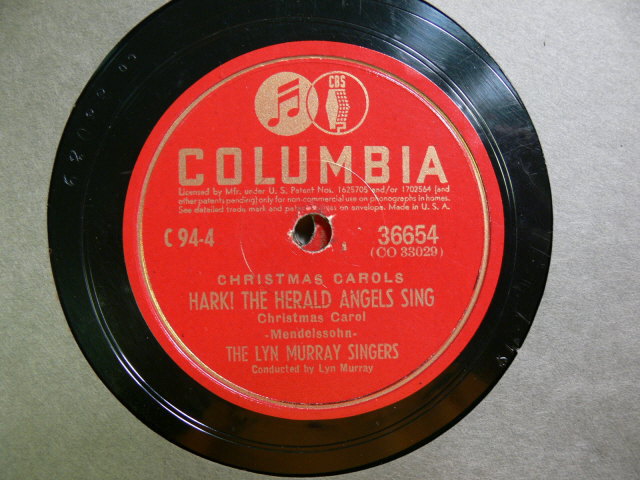 CBS
COLUMBIA
Licensed by Mfr. under U. S. Patent Nos. 1625705 and/or 1702564 (and
other patents pending) only for non-commercial use on phonographs in homes.
See detailed trade mark and patent on envelope. Made in U. S. A.
C 94-4
36654
(CO 33029)
CHRISTMAS CAROLS
HARK! THE HERALD ANGELS SING
Christmas Carol
-Mendelssohn-
THE LYN MURRAY SINGERS
Conducted by Lyn Murray